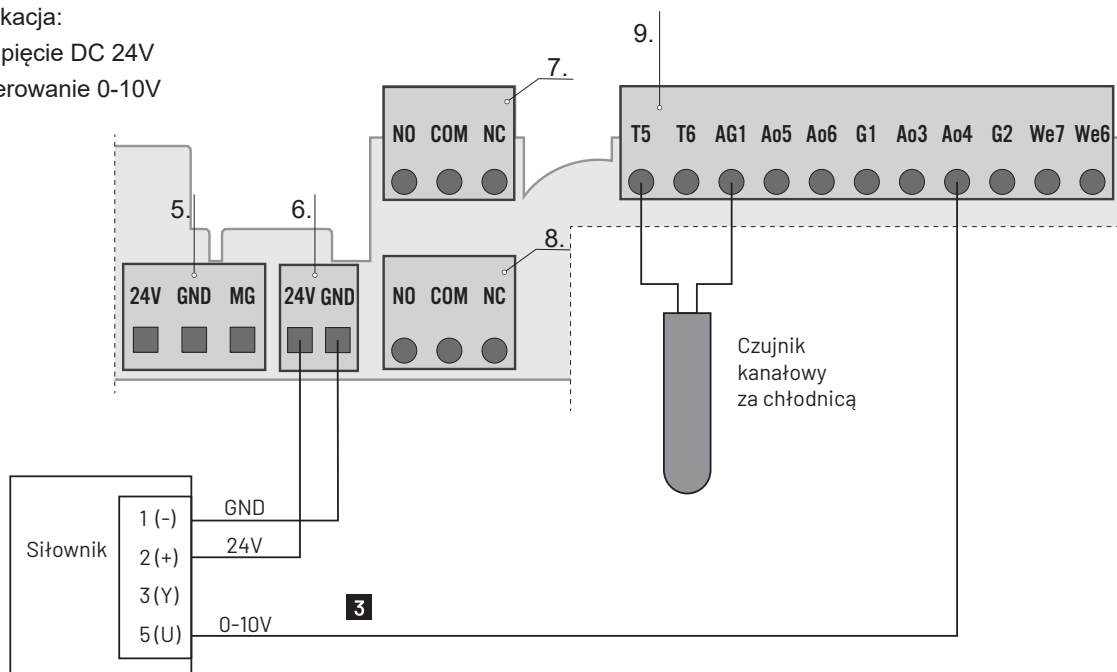 kacja:
pięcie DC 24V
erowanie 0-10V
9.
7.
NO COM NC
T5 T6 AG1 Ao5 Ao6 G1 Ao3 Ao4 G2 We7 We6
5.
6.
8.
24V GND MG
24V GND
NO COM NC
Czujnik
kanałowy
za chłodnicą
Siłownik
1 (-)
GND
2 (+)
24V
3 (Y)
3
5 (U)
0-10V